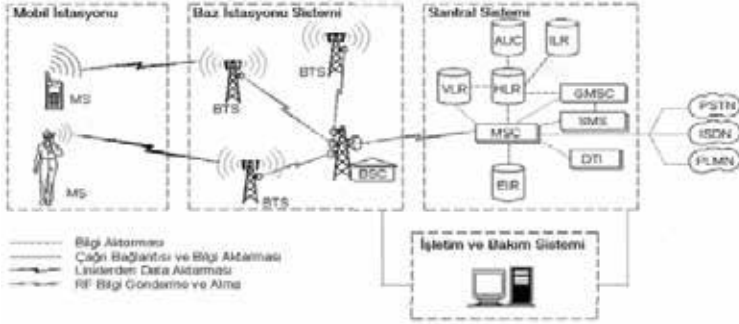 Mobil İstasyonu
Baz İstasyonu Sistemi
Santral Sistemi
MS
MS
BTS
BTS
BTS
BSC
AUC
ILR
VLR
HLR
GMSC
SMS
MSC
DTI
EIR
PSTN
ISDN
PLMN
İşletim ve Bakım Sistemi
Bilgi Aktarması
Çağrı Bağlantısı ve Bilgi Aktarması
Linklerden Data Aktarması
RF Bilgi Gönderme ve Alma